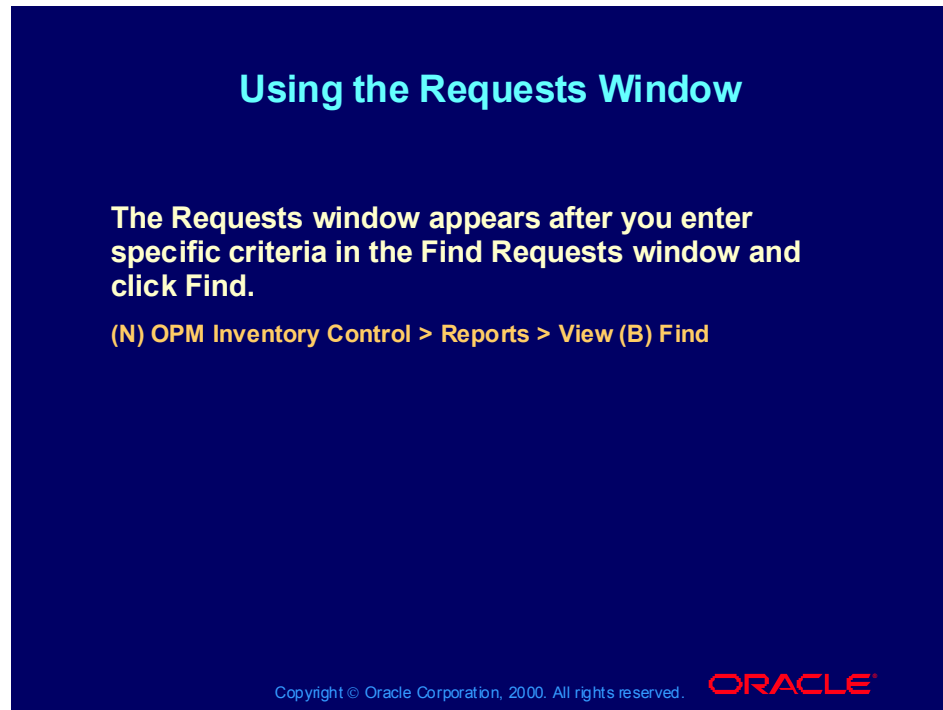 Using the Requests Window
The Requests window appears after you enter
specific criteria in the Find Requests window and
click Find.
(N) OPM Inventory Control > Reports > View (B) Find
Copyright © Oracle Corporation, 2000. All rights reserved.
ORACLE®